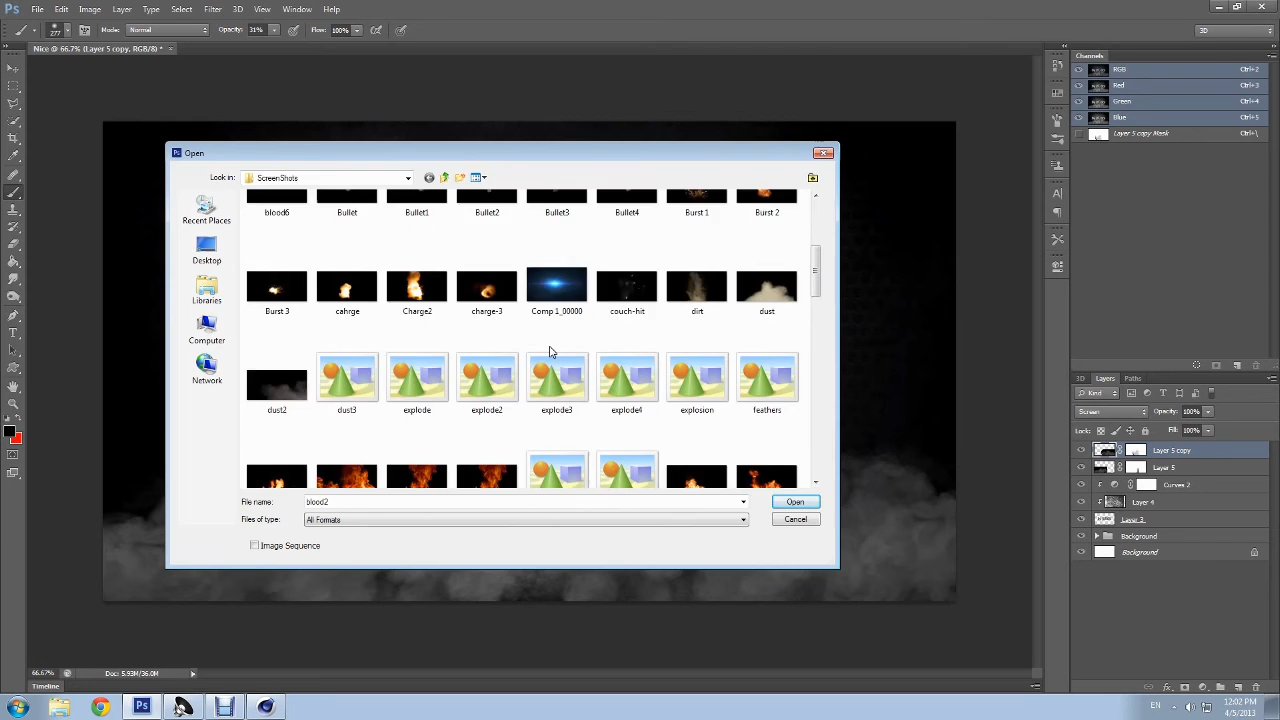 Ps File Edit Image Layer Type Select Filter 3D View Window Help
277 Mode: Normal Opacity: 31% Flow: 100% 3D
Nice @ 66.7% (Layer 5 copy, RGB/8) *
Channels
RGB Ctrl+2
Red Ctrl+3
Green Ctrl+4
Blue Ctrl+5
Layer 5 copy Mask Ctrl+\
Ps Open
Look in: ScreenShots
Recent Places
Desktop
Libraries
Computer
Network
blood6 Bullet Bullet1 Bullet2 Bullet3 Bullet4 Burst 1 Burst 2
Burst 3 cahrge Charge2 charge-3 Comp 1_00000 couch-hit dirt dust
dust2 dust3 explode explode2 explode3 explode4 explosion feathers
File name: blood2 Open
Files of type: All Formats Cancel
Image Sequence
3D Layers Paths
Kind
Screen Opacity: 100%
Lock: Fill: 100%
Layer 5 copy
Layer 5
Curves 2
Layer 4
Layer 3
Background
Background
66.67% Doc: 5.93M/36.0M
Timeline
Ps EN 12:02 PM
4/5/2013